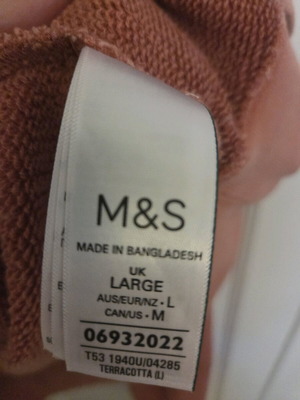 M&S
MADE IN BANGLADESH
UK
LARGE
AUS/EUR/NZ • L
CAN/US • M
06932022
T53 1940U/04285
TERRACOTTA (L)